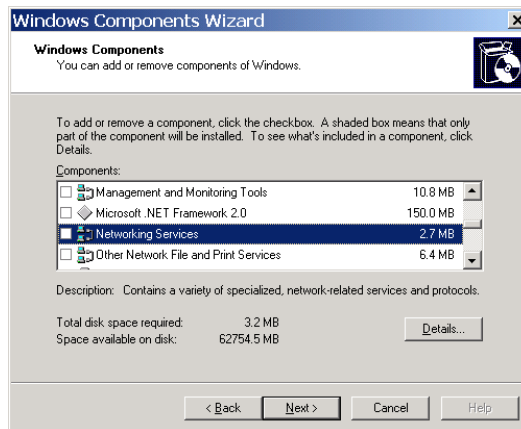 Windows Components Wizard
Windows Components
You can add or remove components of Windows.
To add or remove a component, click the checkbox. A shaded box means that only
part of the component will be installed. To see what's included in a component, click
Details.
Components:
Management and Monitoring Tools 10.8 MB
Microsoft .NET Framework 2.0 150.0 MB
Networking Services 2.7 MB
Other Network File and Print Services 6.4 MB
Description: Contains a variety of specialized, network-related services and protocols.
Total disk space required: 3.2 MB
Space available on disk: 62754.5 MB
Details...
< Back Next > Cancel Help